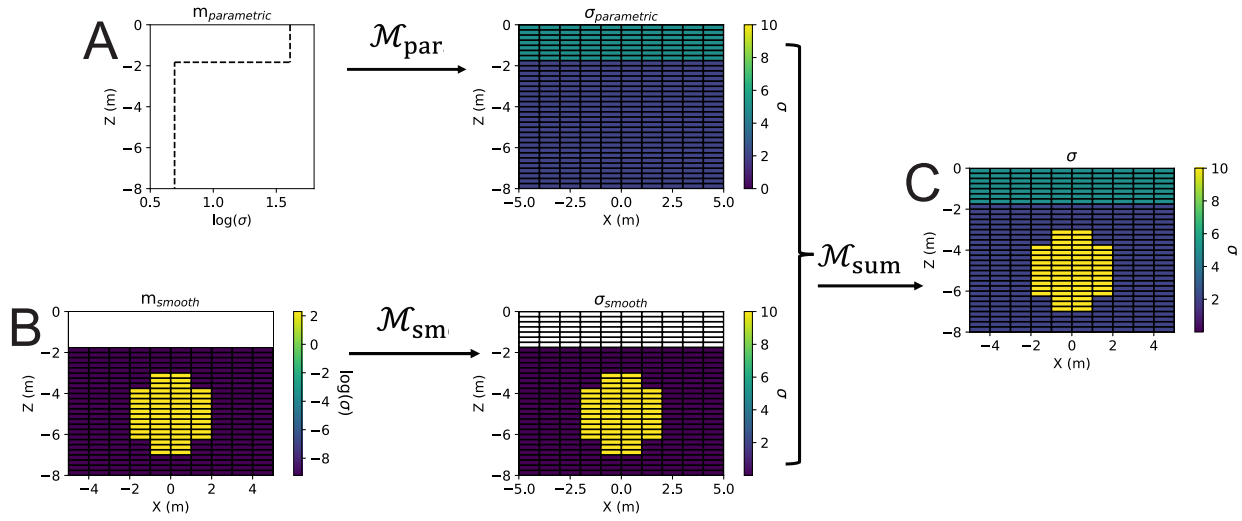 A
m_parametric
0
−2
−4
−6
−8
Z (m)
0.5 1.0 1.5
log(σ)
ℳ_par.
σ_parametric
0
−2
−4
−6
−8
Z (m)
−5.0 −2.5 0.0 2.5 5.0
X (m)
10
8
6
4
2
0
σ
B
m_smooth
0
−2
−4
−6
−8
Z (m)
−4 −2 0 2 4
X (m)
2
0
−2
−4
−6
−8
log(σ)
ℳ_sm
σ_smooth
0
−2
−4
−6
−8
Z (m)
−5.0 −2.5 0.0 2.5 5.0
X (m)
10
8
6
4
2
σ
ℳ_sum
C
σ
0
−2
−4
−6
−8
Z (m)
−4 −2 0 2 4
X (m)
10
8
6
4
2
σ